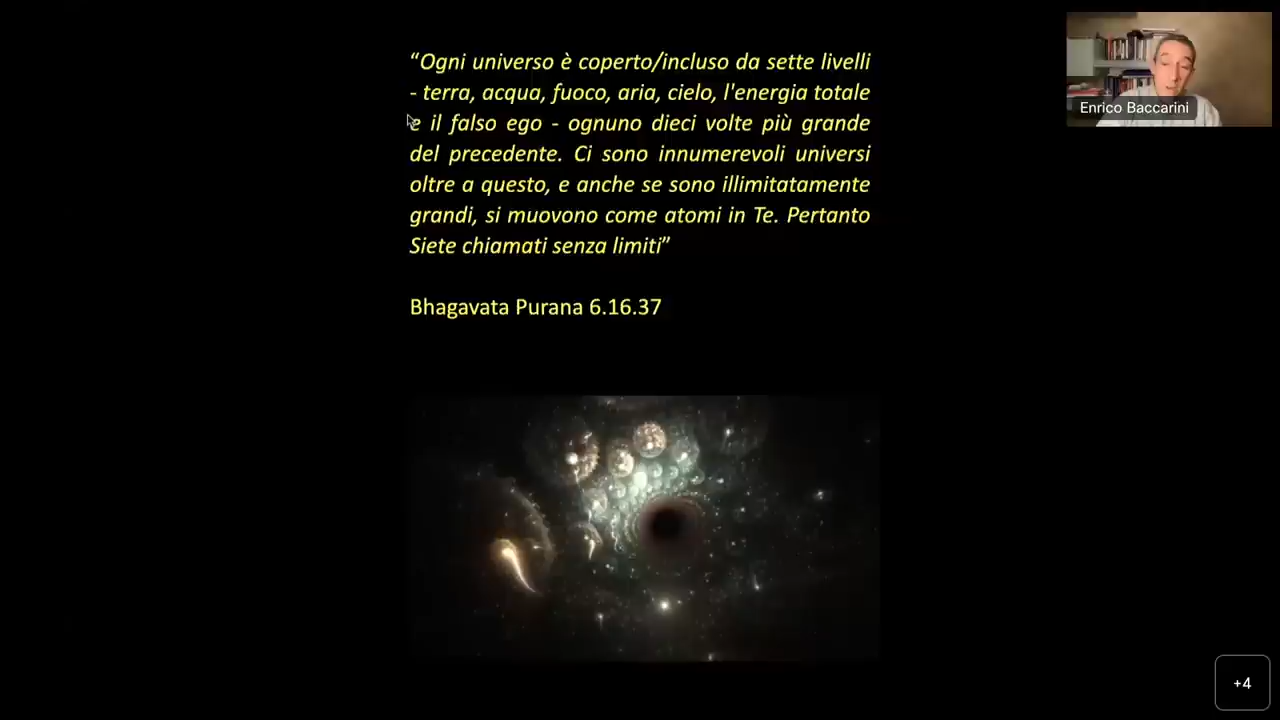 “Ogni universo è coperto/incluso da sette livelli
- terra, acqua, fuoco, aria, cielo, l'energia totale
e il falso ego - ognuno dieci volte più grande
del precedente. Ci sono innumerevoli universi
oltre a questo, e anche se sono illimitatamente
grandi, si muovono come atomi in Te. Pertanto
Siete chiamati senza limiti”
Bhagavata Purana 6.16.37
Enrico Baccarini
+4